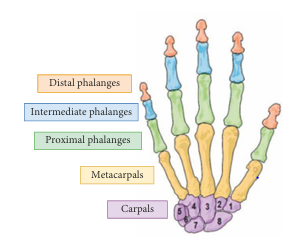 Distal phalanges
Intermediate phalanges
Proximal phalanges
Metacarpals
Carpals
5 4 3 2 1
6
7 8